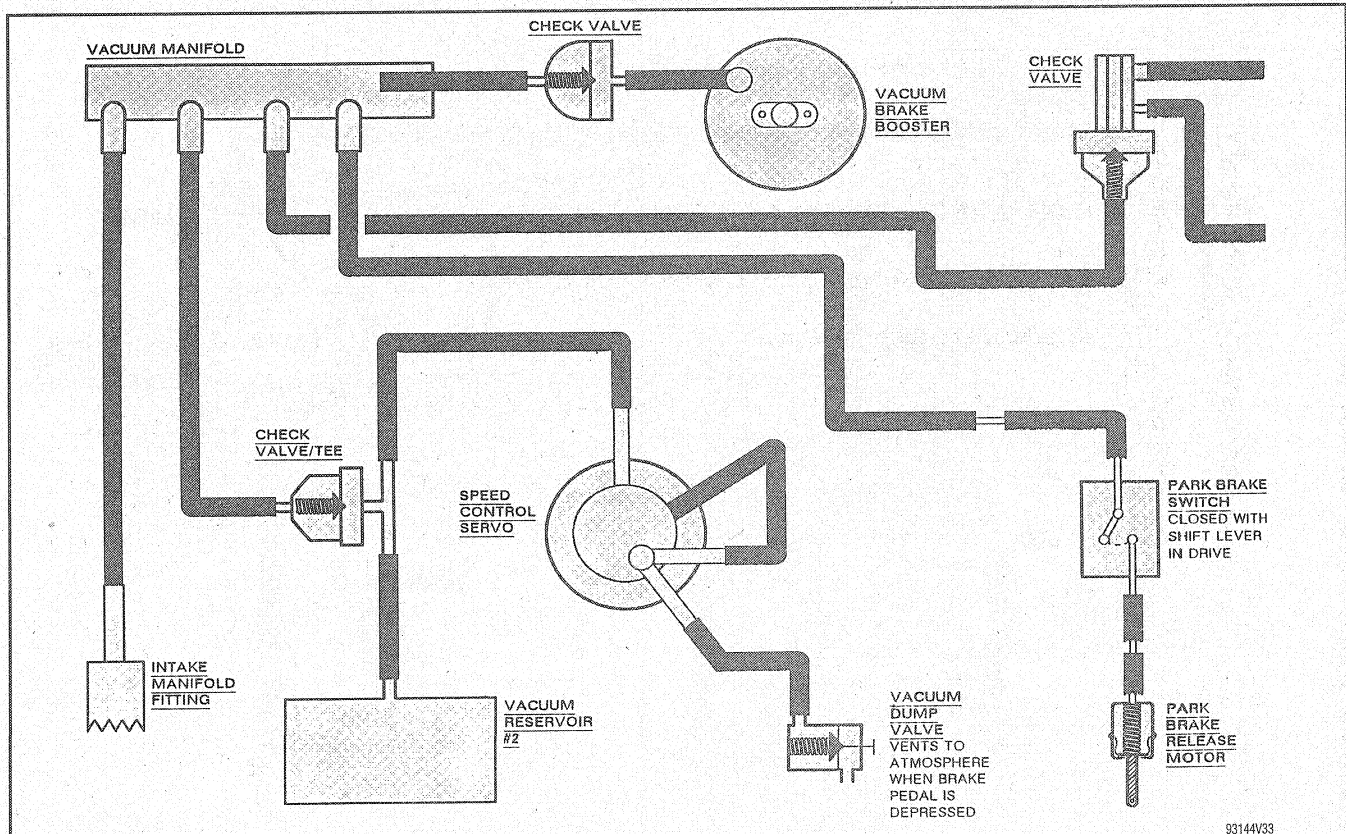 CHECK VALVE
VACUUM MANIFOLD
CHECK
VALVE
VACUUM
BRAKE
BOOSTER
CHECK
VALVE/TEE
SPEED
CONTROL
SERVO
PARK BRAKE
SWITCH
CLOSED WITH
SHIFT LEVER
IN DRIVE
INTAKE
MANIFOLD
FITTING
VACUUM
RESERVOIR
#2
VACUUM
DUMP
VALVE
VENTS TO
ATMOSPHERE
WHEN BRAKE
PEDAL IS
DEPRESSED
PARK
BRAKE
RELEASE
MOTOR
93144V33